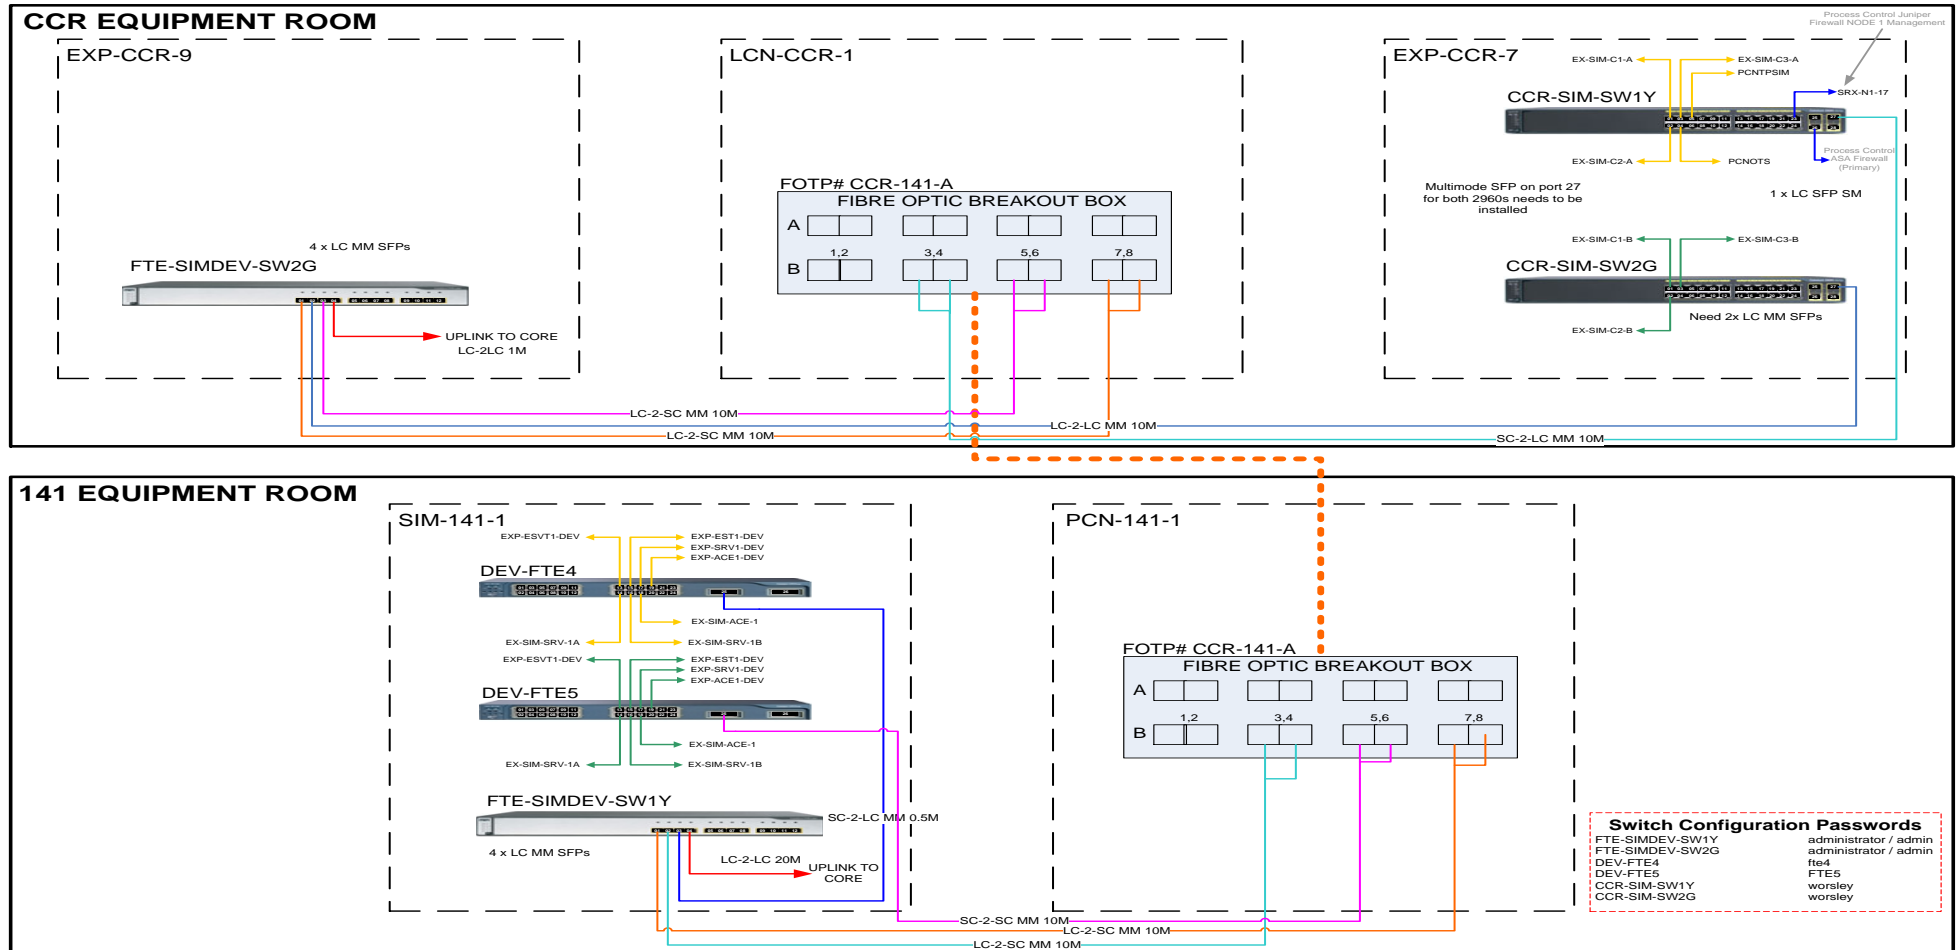 CCR EQUIPMENT ROOM
EXP-CCR-9
4 x LC MM SFPs
FTE-SIMDEV-SW2G
01 02 03 04 05 06 07 08 09 10 11 12
UPLINK TO CORE
LC-2LC 1M
LCN-CCR-1
FOTP# CCR-141-A
FIBRE OPTIC BREAKOUT BOX
A
1,2 3,4 5,6 7,8
B
EXP-CCR-7
Process Control Juniper
Firewall NODE 1 Management
EX-SIM-C1-A
EX-SIM-C3-A
PCNTPSIM
SRX-N1-17
CCR-SIM-SW1Y
Process Control
ASA Firewall
(Primary)
EX-SIM-C2-A
PCNOTS
Multimode SFP on port 27
for both 2960s needs to be
installed
1 x LC SFP SM
EX-SIM-C1-B
EX-SIM-C3-B
CCR-SIM-SW2G
Need 2x LC MM SFPs
EX-SIM-C2-B
LC-2-SC MM 10M
LC-2-LC MM 10M
LC-2-SC MM 10M
SC-2-LC MM 10M
141 EQUIPMENT ROOM
SIM-141-1
EXP-ESVT1-DEV
EXP-EST1-DEV
EXP-SRV1-DEV
EXP-ACE1-DEV
DEV-FTE4
EX-SIM-ACE-1
EX-SIM-SRV-1A
EX-SIM-SRV-1B
EXP-ESVT1-DEV
EXP-EST1-DEV
EXP-SRV1-DEV
EXP-ACE1-DEV
DEV-FTE5
EX-SIM-ACE-1
EX-SIM-SRV-1A
EX-SIM-SRV-1B
FTE-SIMDEV-SW1Y
SC-2-LC MM 0.5M
4 x LC MM SFPs
LC-2-LC 20M
UPLINK TO
CORE
PCN-141-1
FOTP# CCR-141-A
FIBRE OPTIC BREAKOUT BOX
A
1,2 3,4 5,6 7,8
B
SC-2-SC MM 10M
LC-2-SC MM 10M
LC-2-SC MM 10M
Switch Configuration Passwords
FTE-SIMDEV-SW1Y administrator / admin
FTE-SIMDEV-SW2G administrator / admin
DEV-FTE4 fte4
DEV-FTE5 FTE5
CCR-SIM-SW1Y worsley
CCR-SIM-SW2G worsley